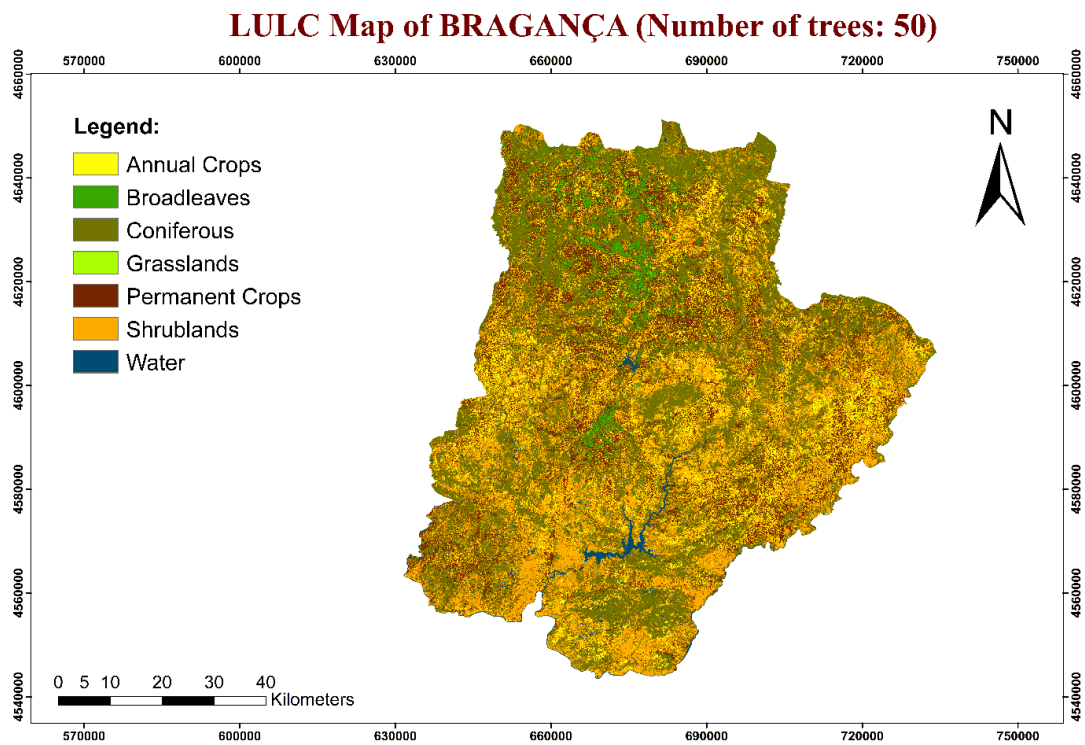 LULC Map of BRAGANÇA (Number of trees: 50)
570000 600000 630000 660000 690000 720000 750000
4660000 4660000
N
Legend:
Annual Crops
4640000 4640000
Broadleaves
Coniferous
Grasslands
4620000 4620000
Permanent Crops
Shrublands
Water
4600000 4600000
4580000 4580000
4560000 4560000
0 5 10 20 30 40
Kilometers
4540000 4540000
570000 600000 630000 660000 690000 720000 750000